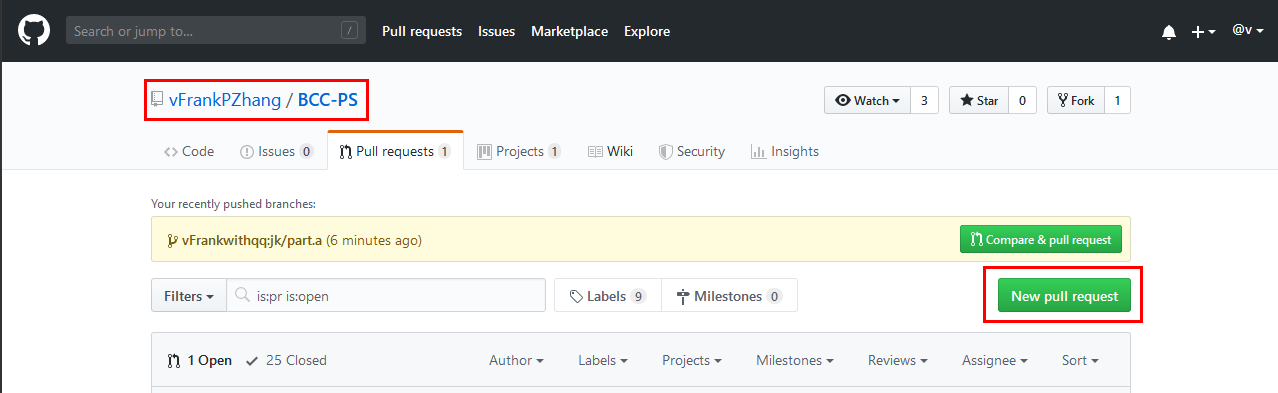 Search or jump to... / Pull requests Issues Marketplace Explore @v
vFrankPZhang / BCC-PS Watch 3 Star 0 Fork 1
Code Issues 0 Pull requests 1 Projects 1 Wiki Security Insights
Your recently pushed branches:
vFrankwithqq:jk/part.a (6 minutes ago) Compare & pull request
Filters is:pr is:open Labels 9 Milestones 0 New pull request
1 Open 25 Closed Author Labels Projects Milestones Reviews Assignee Sort